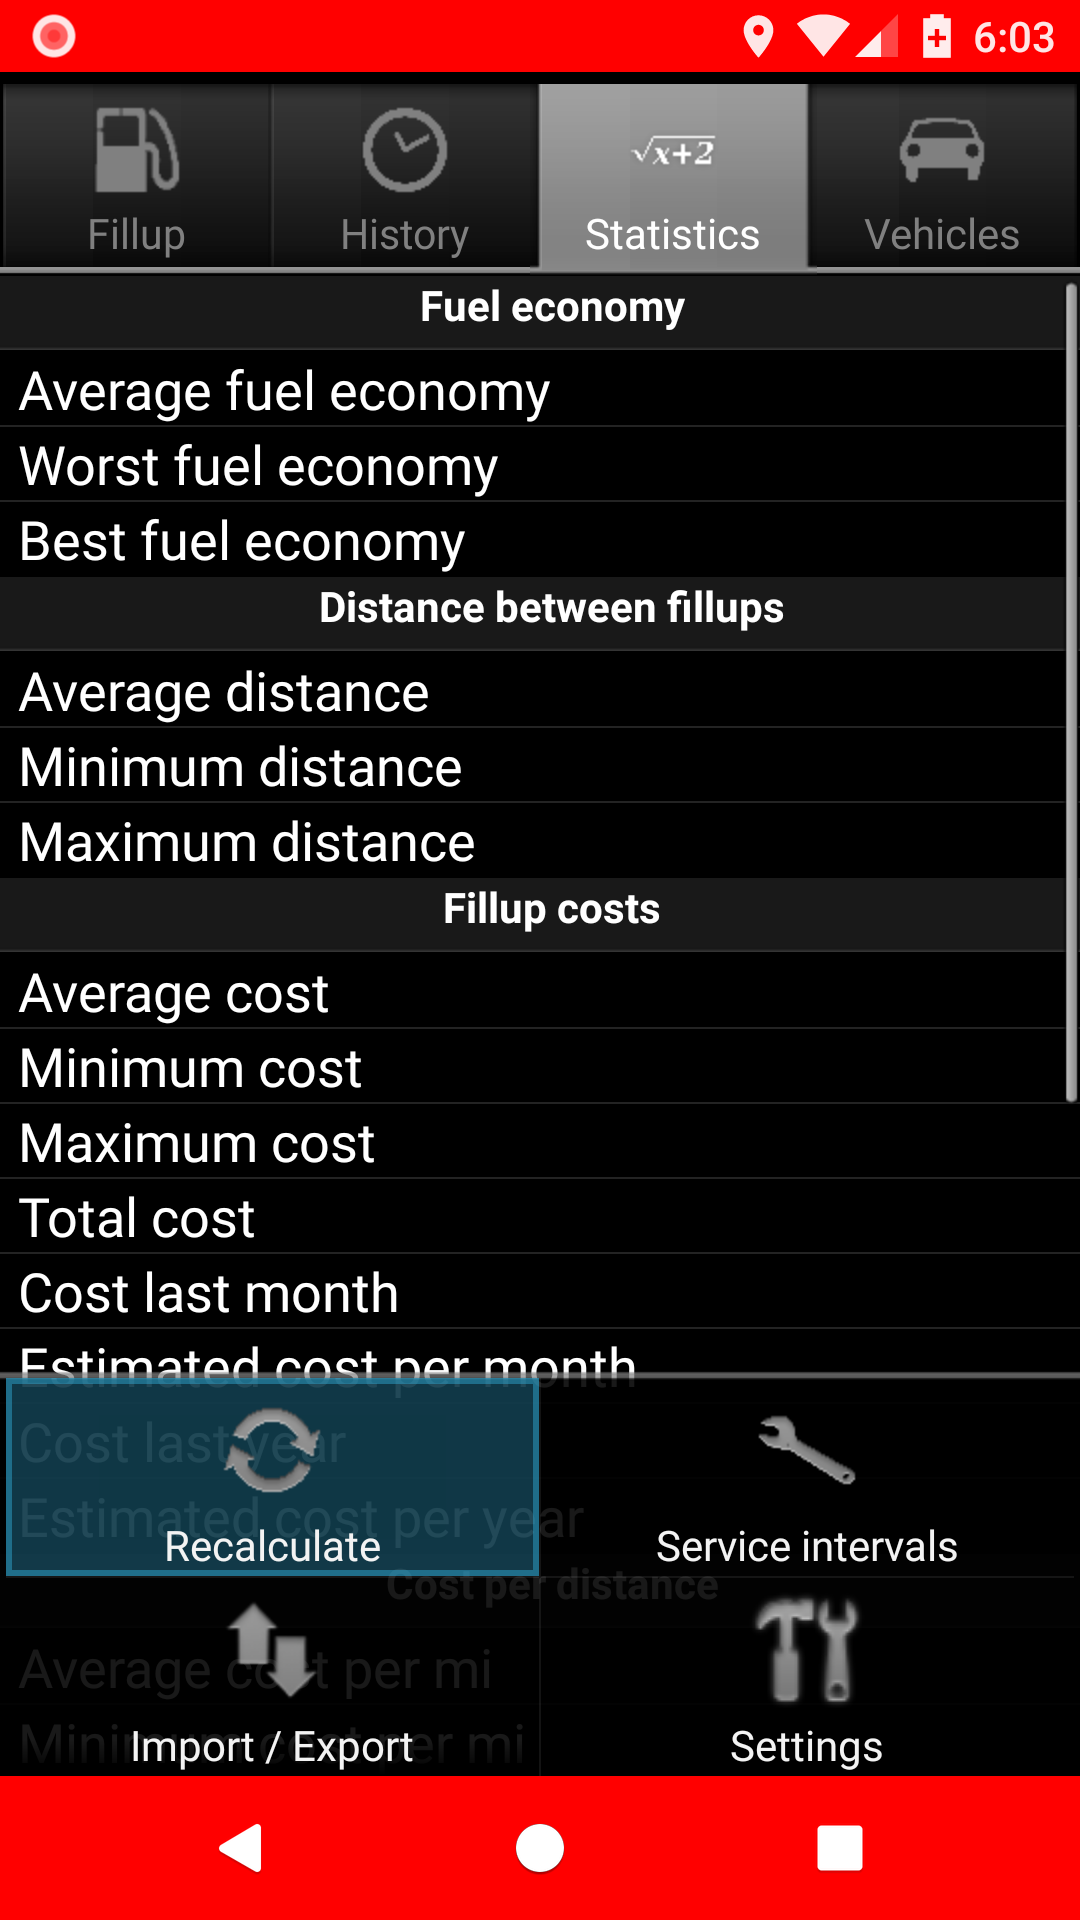 6:03
√x+2
Fillup
History
Statistics
Vehicles
Fuel economy
Average fuel economy
Worst fuel economy
Best fuel economy
Distance between fillups
Average distance
Minimum distance
Maximum distance
Fillup costs
Average cost
Minimum cost
Maximum cost
Total cost
Cost last month
Estimated cost per month
Cost last year
Estimated cost per year
Recalculate
Service intervals
Cost per distance
Average cost per mi
Minimum cost per mi
Import / Export
Settings